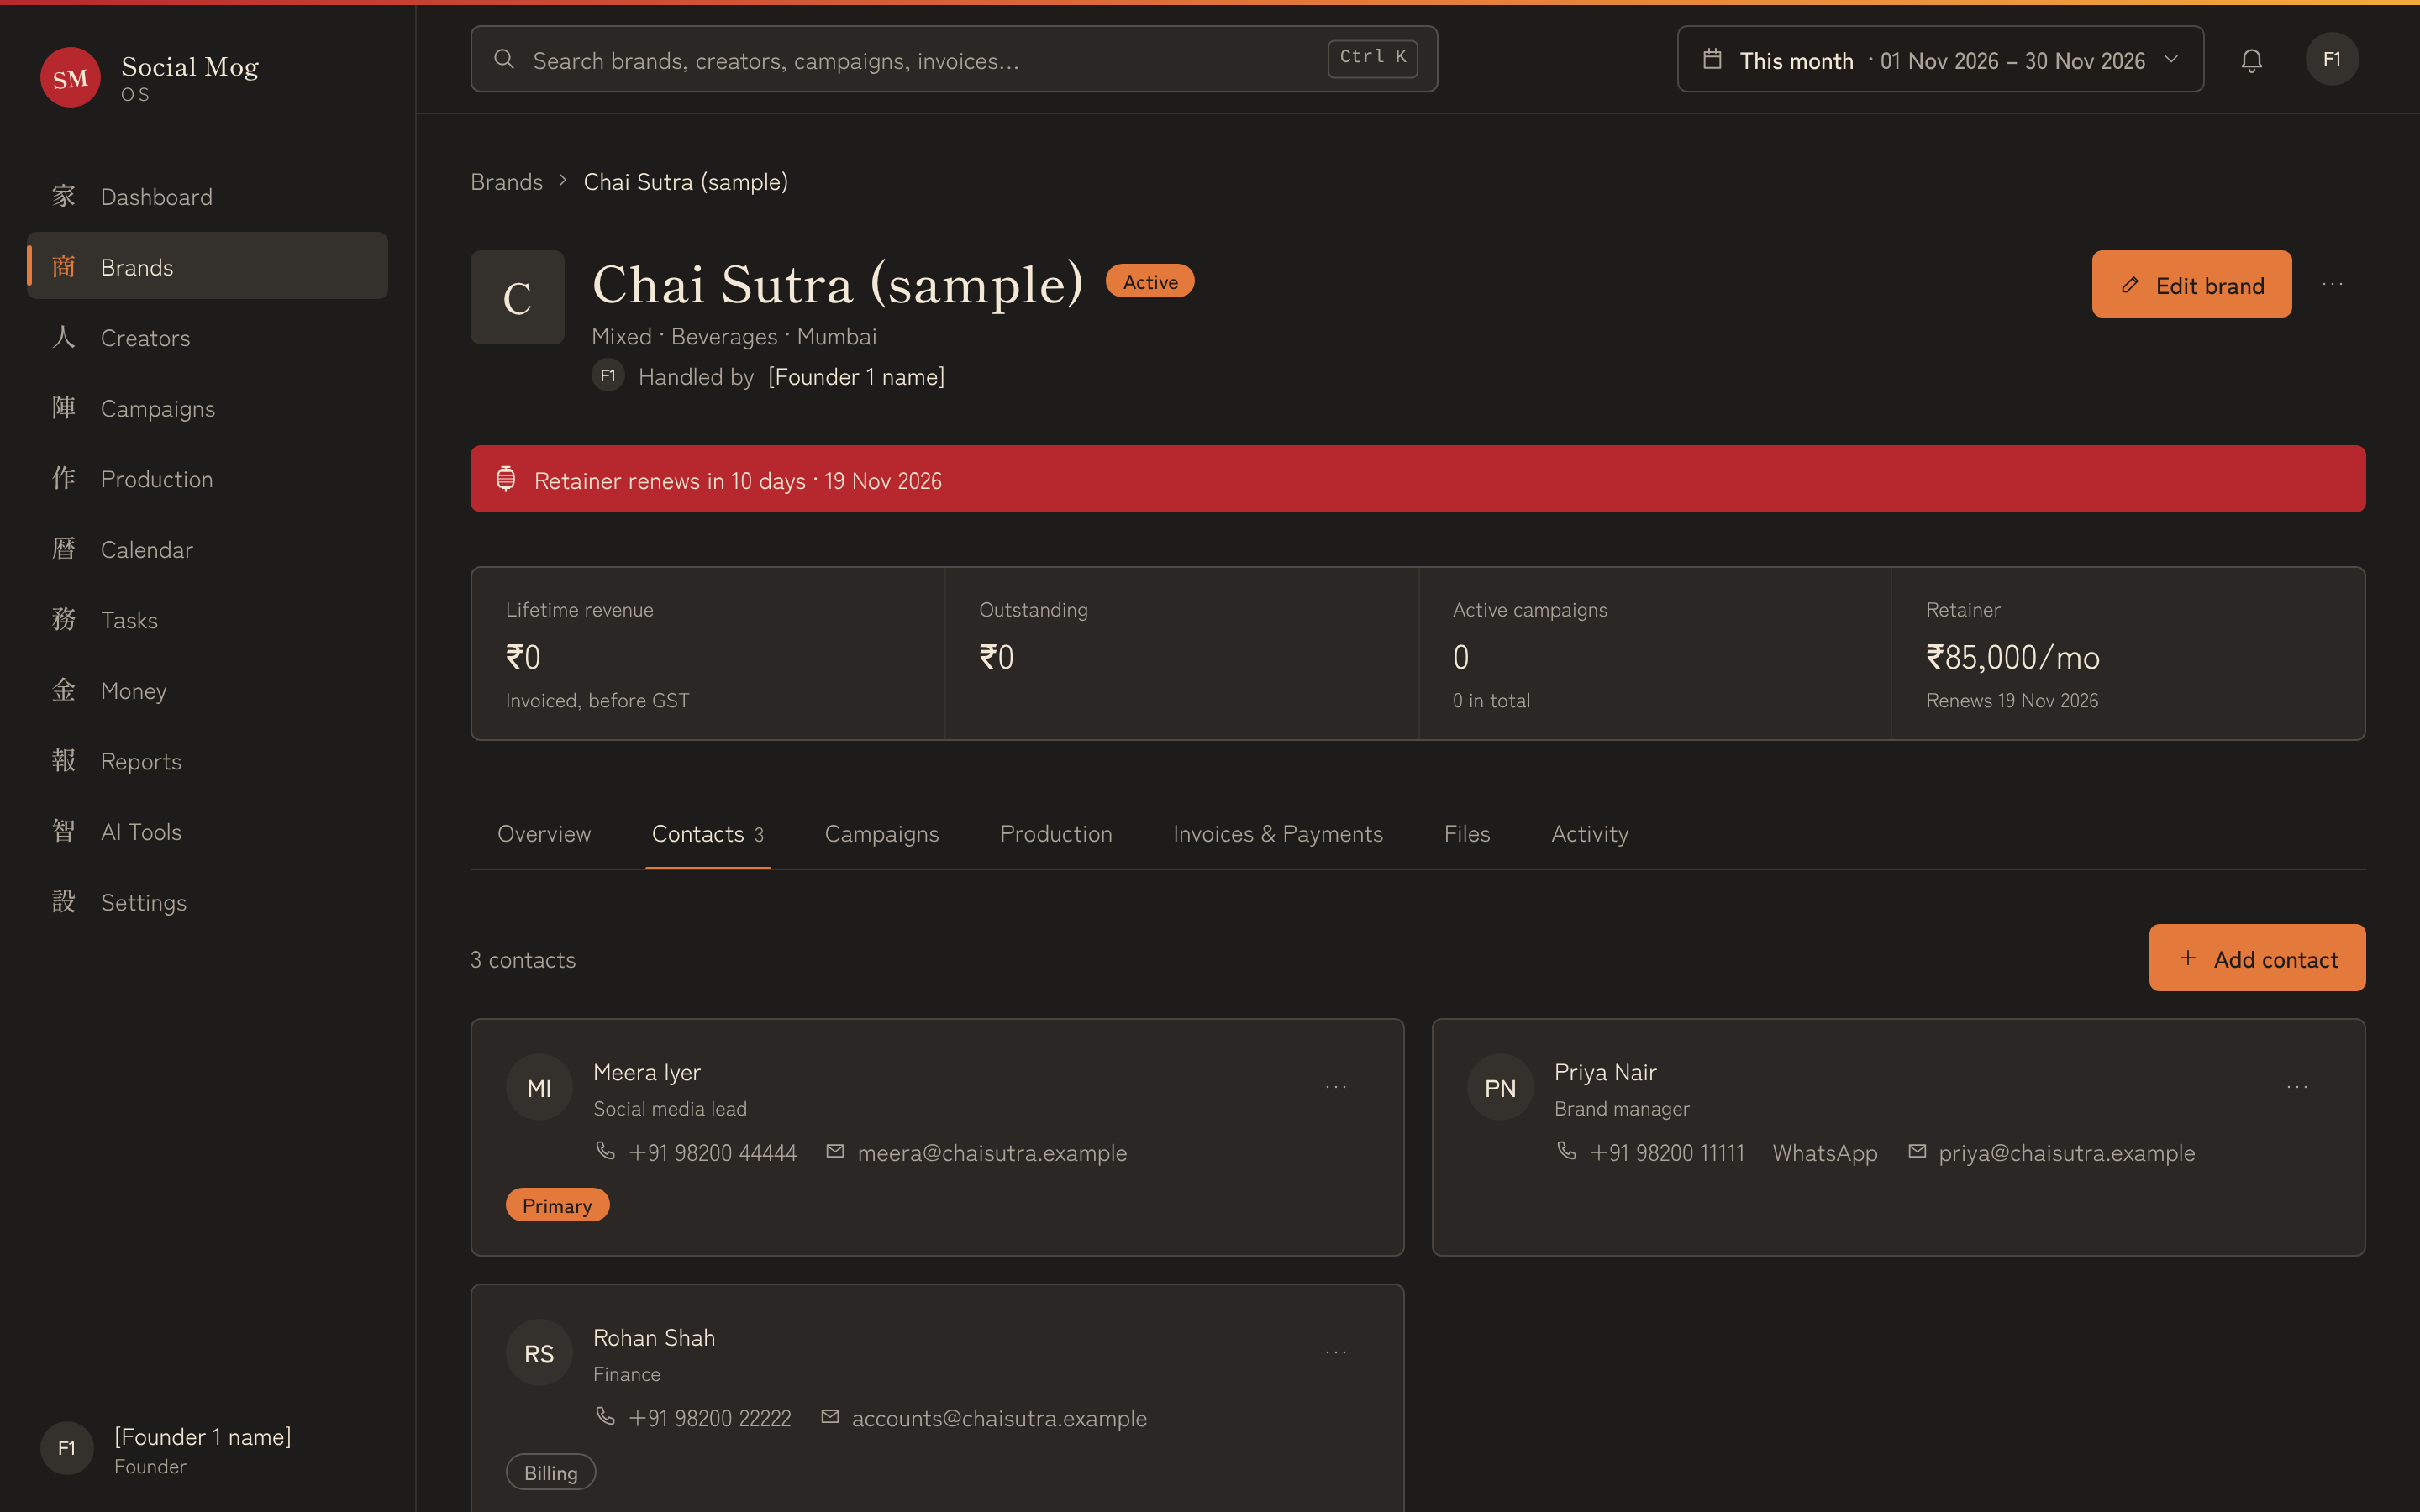 SM
Social Mog
OS
Search brands, creators, campaigns, invoices...
Ctrl K
This month · 01 Nov 2026 – 30 Nov 2026
F1
家 Dashboard
商 Brands
人 Creators
陣 Campaigns
作 Production
暦 Calendar
務 Tasks
金 Money
報 Reports
智 AI Tools
設 Settings
F1
[Founder 1 name]
Founder
Brands > Chai Sutra (sample)
C
Chai Sutra (sample)
Active
Mixed · Beverages · Mumbai
F1 Handled by [Founder 1 name]
Edit brand
...
Retainer renews in 10 days · 19 Nov 2026
Lifetime revenue
₹0
Invoiced, before GST
Outstanding
₹0
Active campaigns
0
0 in total
Retainer
₹85,000/mo
Renews 19 Nov 2026
Overview
Contacts 3
Campaigns
Production
Invoices & Payments
Files
Activity
3 contacts
+ Add contact
MI
Meera Iyer
...
Social media lead
+91 98200 44444
meera@chaisutra.example
Primary
PN
Priya Nair
...
Brand manager
+91 98200 11111
WhatsApp
priya@chaisutra.example
RS
Rohan Shah
...
Finance
+91 98200 22222
accounts@chaisutra.example
Billing